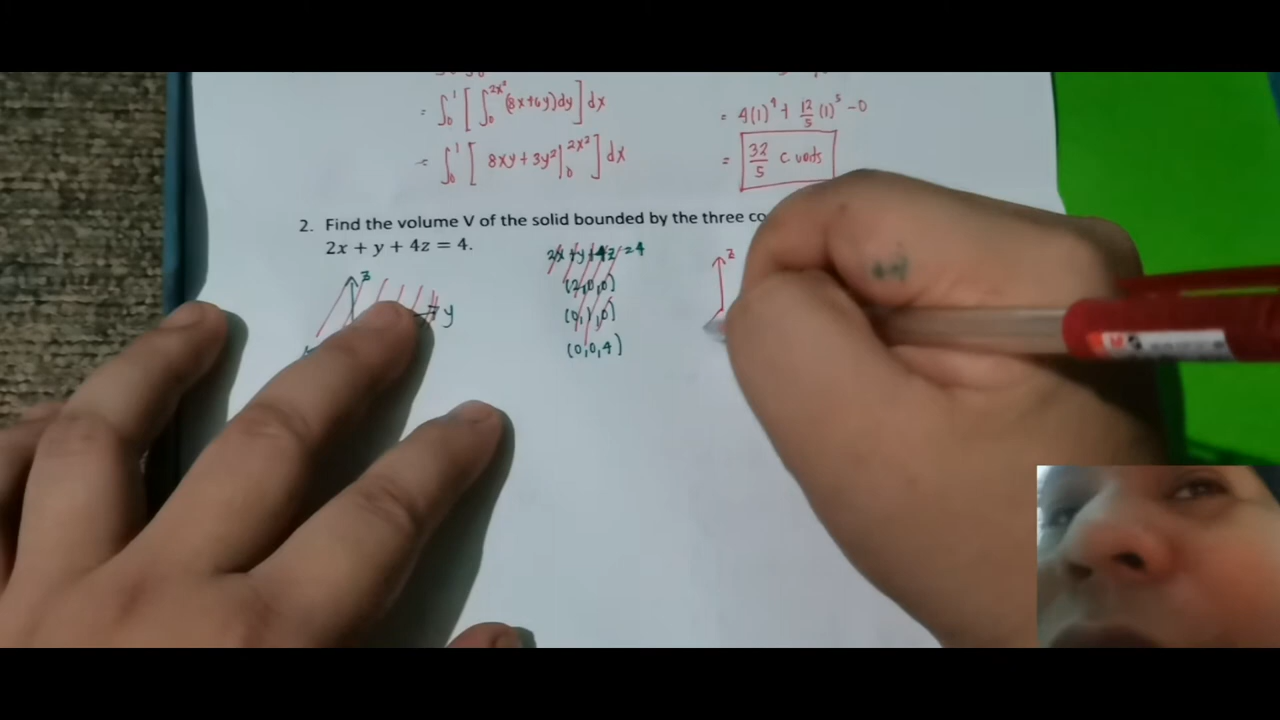 = ∫₀¹ [ ∫₀^2x² (8x+6y)dy ] dx
= ∫₀¹ [ 8xy + 3y² |₀^2x² ] dx
= 4(1)⁴ + 12/5 (1)⁵ - 0
= 32/5 c. units
2. Find the volume V of the solid bounded by the three co
2x + y + 4z = 4.
z
y
2x + y + 4z = 4
(2,0,0)
(0,0,4)
z